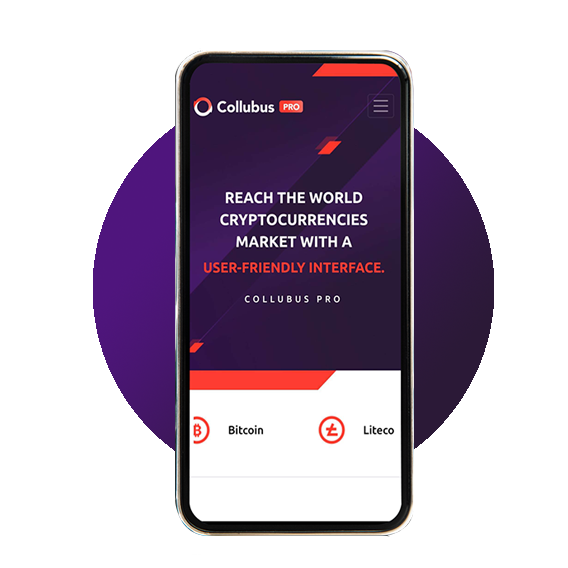 Collubus PRO
REACH THE WORLD
CRYPTOCURRENCIES
MARKET WITH A
USER-FRIENDLY INTERFACE.
COLLUBUS PRO
Bitcoin Liteco